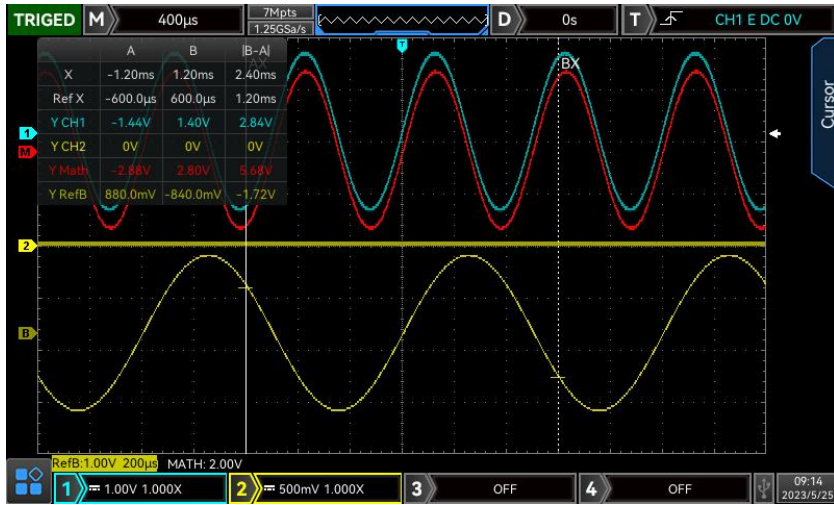 TRIGED M 400μs 7Mpts D 0s T CH1 E DC 0V
1.25GSa/s
T
A B |B-A|
AX BX
X -1.20ms 1.20ms 2.40ms
Ref X -600.0μs 600.0μs 1.20ms
Y CH1 -1.44V 1.40V 2.84V
Y CH2 0V 0V 0V
Y Math -2.88V 2.80V 5.68V
Y RefB 880.0mV -840.0mV -1.72V
Cursor
1
M
2
B
RefB:1.00V 200μs MATH: 2.00V
1 1.00V 1.000X 2 500mV 1.000X 3 OFF 4 OFF 09:14
2023/5/25